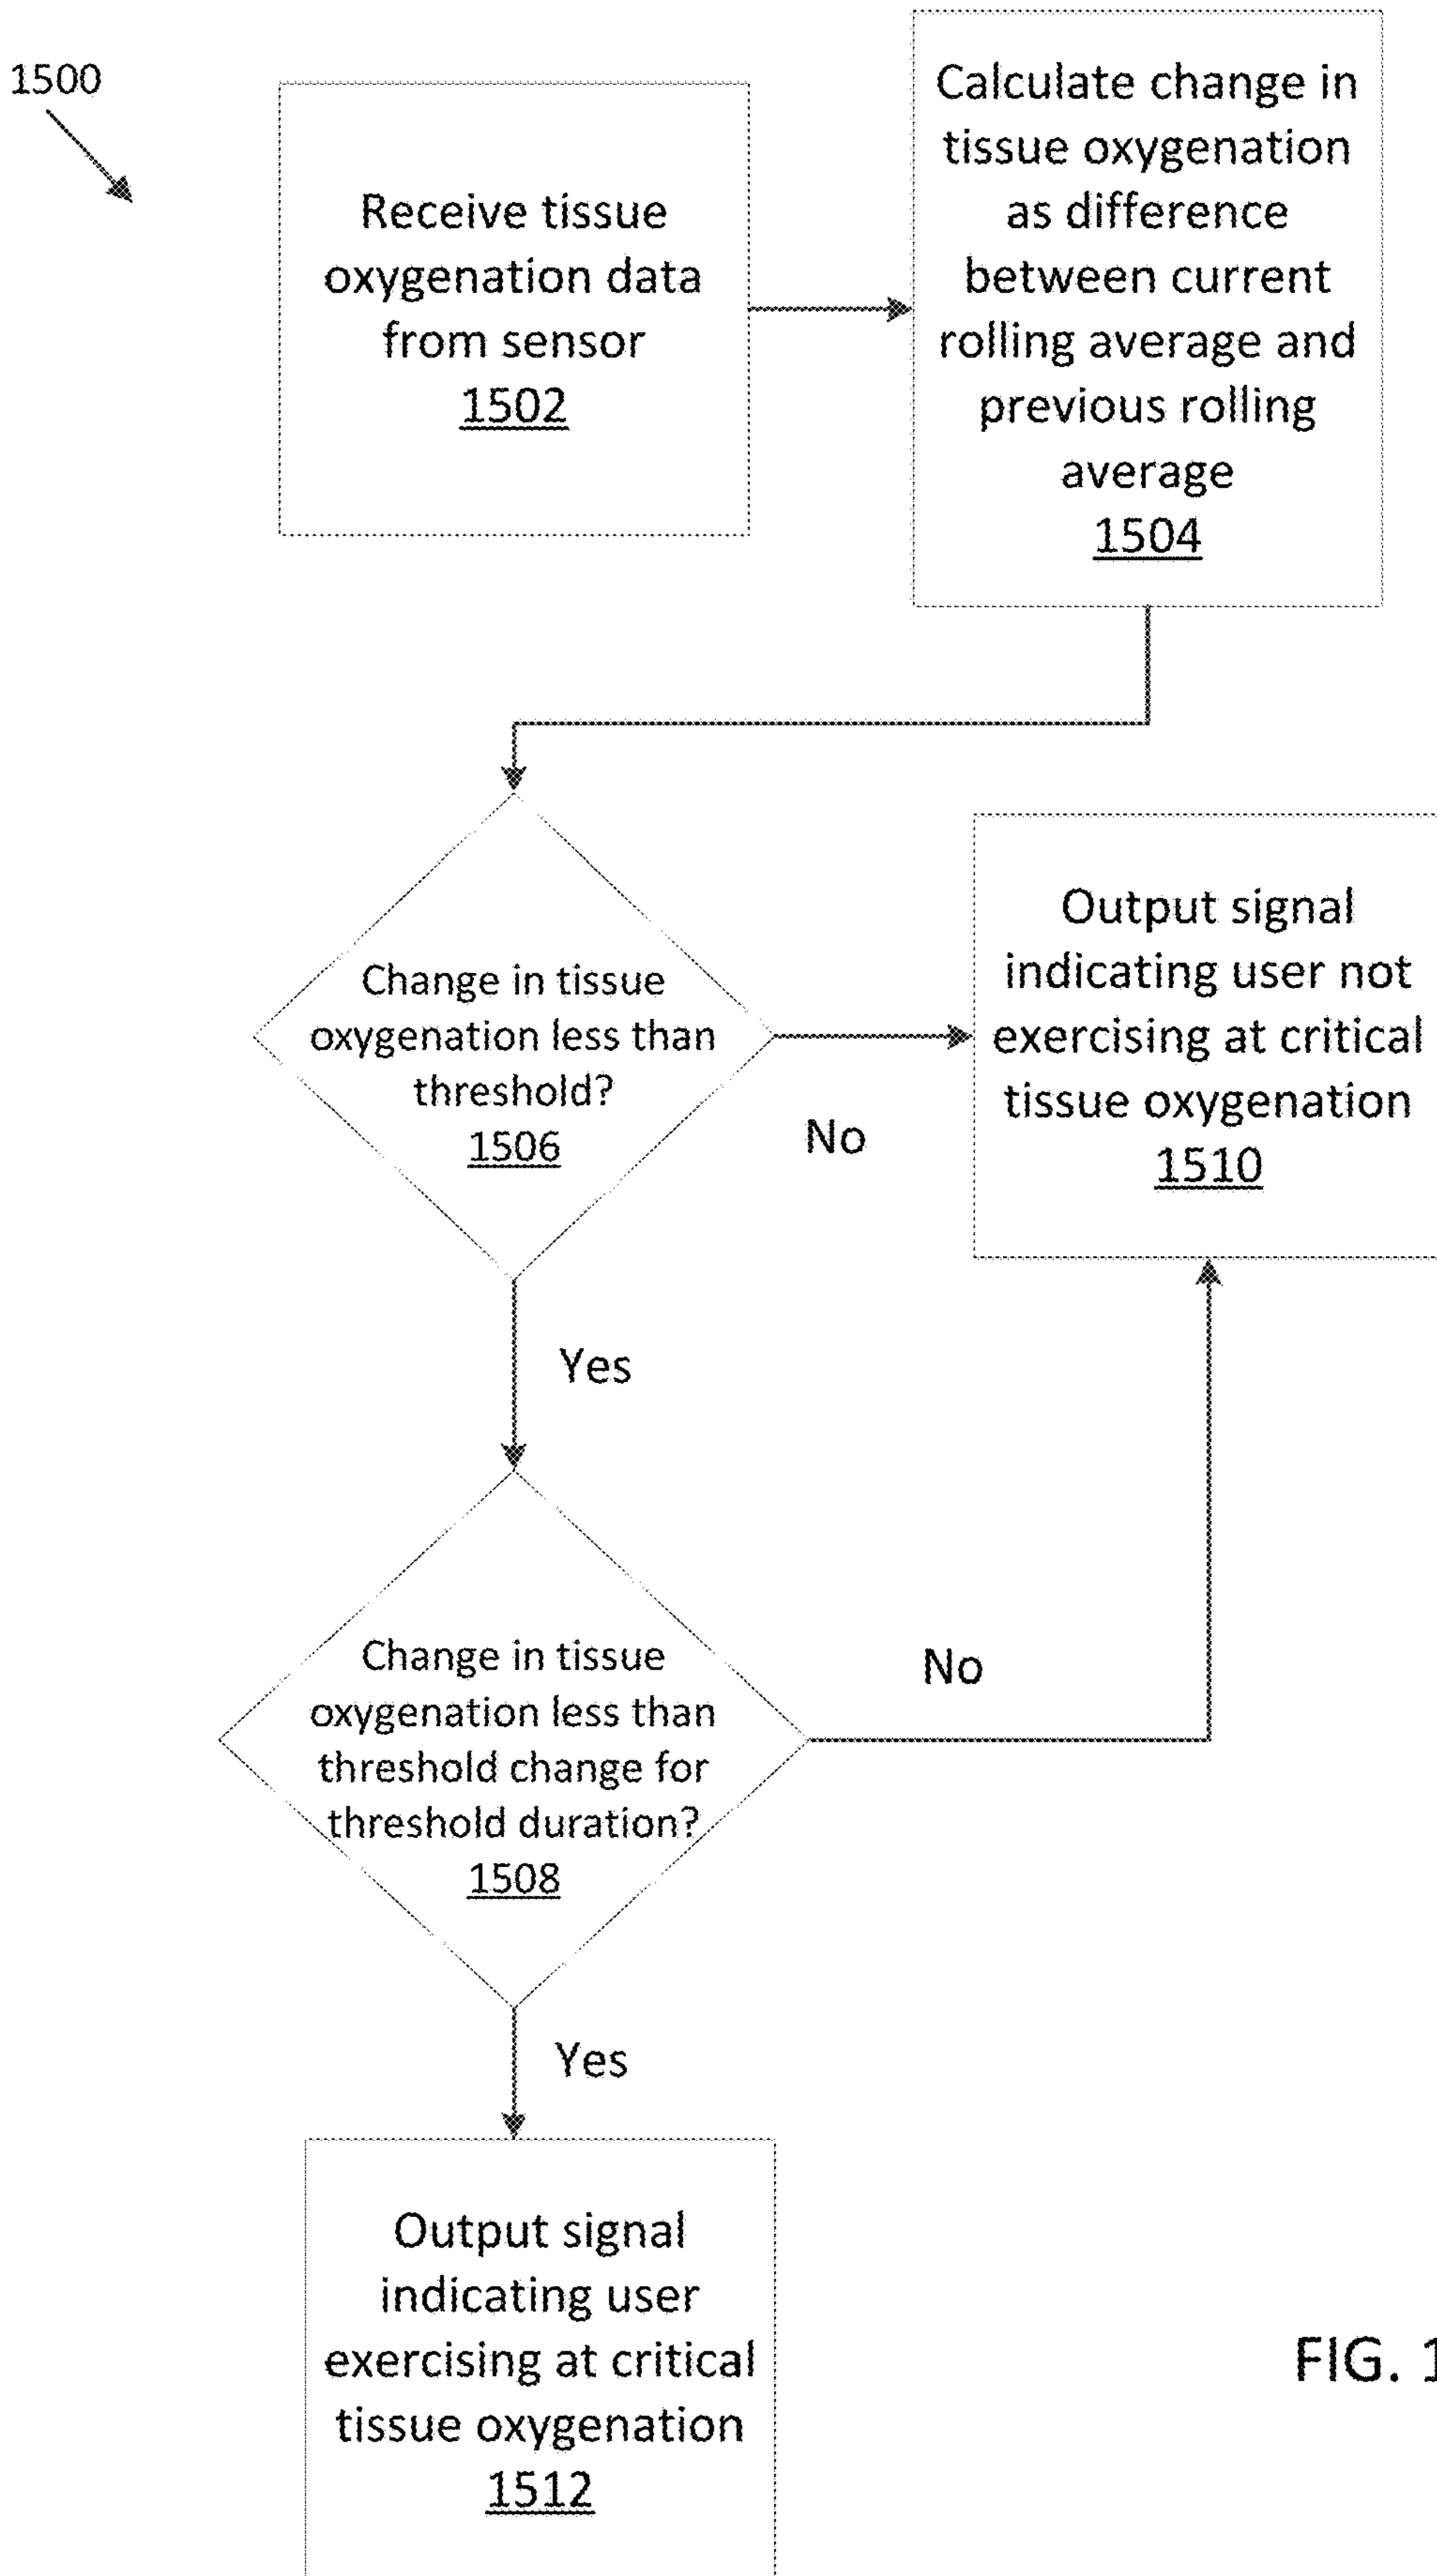 1500
Receive tissue
oxygenation data
from sensor
1502
Calculate change in
tissue oxygenation
as difference
between current
rolling average and
previous rolling
average
1504
Change in tissue
oxygenation less than
threshold?
1506
No
Output signal
indicating user not
exercising at critical
tissue oxygenation
1510
Yes
Change in tissue
oxygenation less than
threshold change for
threshold duration?
1508
No
Yes
Output signal
indicating user
exercising at critical
tissue oxygenation
1512
FIG. 1